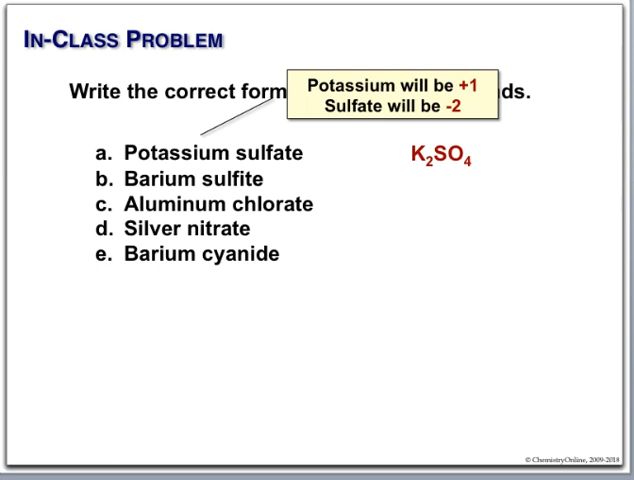 IN-CLASS PROBLEM
Write the correct form ds.
Potassium will be +1
Sulfate will be -2
a. Potassium sulfate K₂SO₄
b. Barium sulfite
c. Aluminum chlorate
d. Silver nitrate
e. Barium cyanide
© ChemistryOnline, 2009-2018